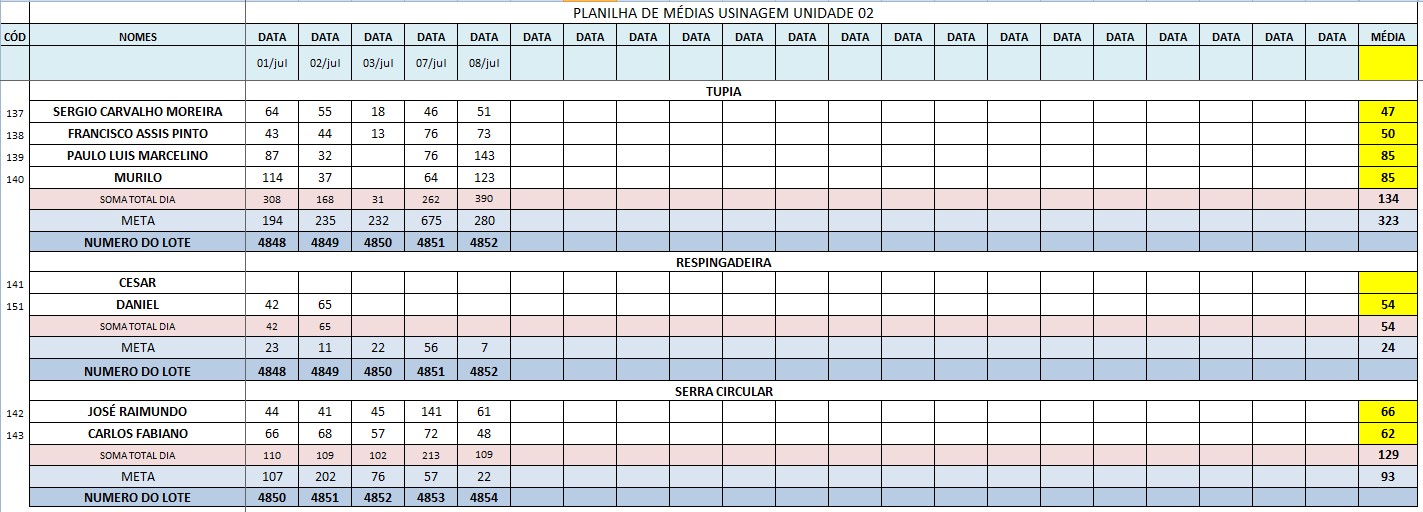 PLANILHA DE MÉDIAS USINAGEM UNIDADE 02
CÓD NOMES DATA DATA DATA DATA DATA DATA DATA DATA DATA DATA DATA DATA DATA DATA DATA DATA DATA DATA DATA DATA DATA MÉDIA
01/jul 02/jul 03/jul 07/jul 08/jul
TUPIA
137 SERGIO CARVALHO MOREIRA 64 55 18 46 51 47
138 FRANCISCO ASSIS PINTO 43 44 13 76 73 50
139 PAULO LUIS MARCELINO 87 32 76 143 85
140 MURILO 114 37 64 123 85
SOMA TOTAL DIA 308 168 31 262 390 134
META 194 235 232 675 280 323
NUMERO DO LOTE 4848 4849 4850 4851 4852
RESPINGADEIRA
141 CESAR
151 DANIEL 42 65 54
SOMA TOTAL DIA 42 65 54
META 23 11 22 56 7 24
NUMERO DO LOTE 4848 4849 4850 4851 4852
SERRA CIRCULAR
142 JOSÉ RAIMUNDO 44 41 45 141 61 66
143 CARLOS FABIANO 66 68 57 72 48 62
SOMA TOTAL DIA 110 109 102 213 109 129
META 107 202 76 57 22 93
NUMERO DO LOTE 4850 4851 4852 4853 4854